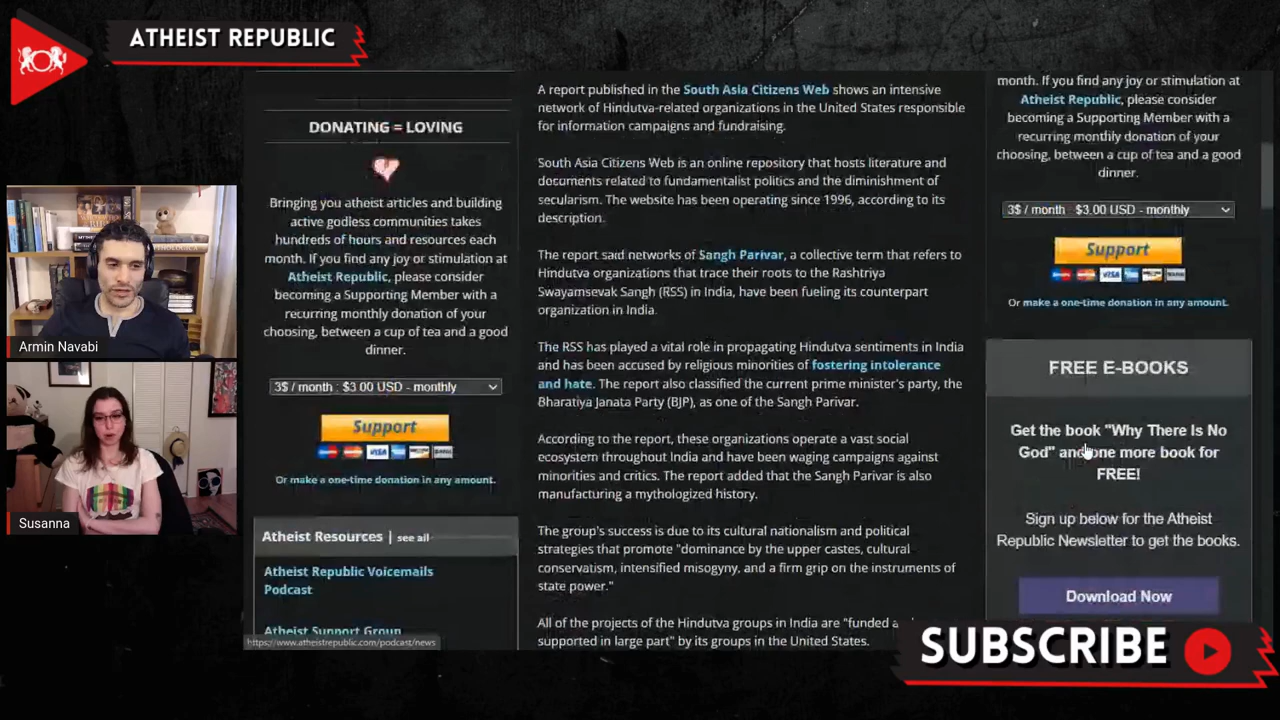 ATHEIST REPUBLIC
Armin Navabi
Susanna
DONATING = LOVING
Bringing you atheist articles and building
active godless communities takes
hundreds of hours and resources each
month. If you find any joy or stimulation at
Atheist Republic, please consider
becoming a Supporting Member with a
recurring monthly donation of your
choosing, between a cup of tea and a good
dinner.
3$ / month : $3.00 USD - monthly
Support
VISA
Or make a one-time donation in any amount.
Atheist Resources | see all
Atheist Republic Voicemails
Podcast
Atheist Support Group
https://www.atheistrepublic.com/podcast/news
A report published in the South Asia Citizens Web shows an intensive
network of Hindutva-related organizations in the United States responsible
for information campaigns and fundraising.
South Asia Citizens Web is an online repository that hosts literature and
documents related to fundamentalist politics and the diminishment of
secularism. The website has been operating since 1996, according to its
description.
The report said networks of Sangh Parivar, a collective term that refers to
Hindutva organizations that trace their roots to the Rashtriya
Swayamsevak Sangh (RSS) in India, have been fueling its counterpart
organization in India.
The RSS has played a vital role in propagating Hindutva sentiments in India
and has been accused by religious minorities of fostering intolerance
and hate. The report also classified the current prime minister's party, the
Bharatiya Janata Party (BJP), as one of the Sangh Parivar.
According to the report, these organizations operate a vast social
ecosystem throughout India and have been waging campaigns against
minorities and critics. The report added that the Sangh Parivar is also
manufacturing a mythologized history.
The group's success is due to its cultural nationalism and political
strategies that promote "dominance by the upper castes, cultural
conservatism, intensified misogyny, and a firm grip on the instruments of
state power."
All of the projects of the Hindutva groups in India are "funded
supported in large part" by its groups in the United States.
month. If you find any joy or stimulation at
Atheist Republic, please consider
becoming a Supporting Member with a
recurring monthly donation of your
choosing, between a cup of tea and a good
dinner.
3$ / month : $3.00 USD - monthly
Support
VISA
Or make a one-time donation in any amount.
FREE E-BOOKS
Get the book "Why There Is No
God" and one more book for
FREE!
Sign up below for the Atheist
Republic Newsletter to get the books.
Download Now
SUBSCRIBE